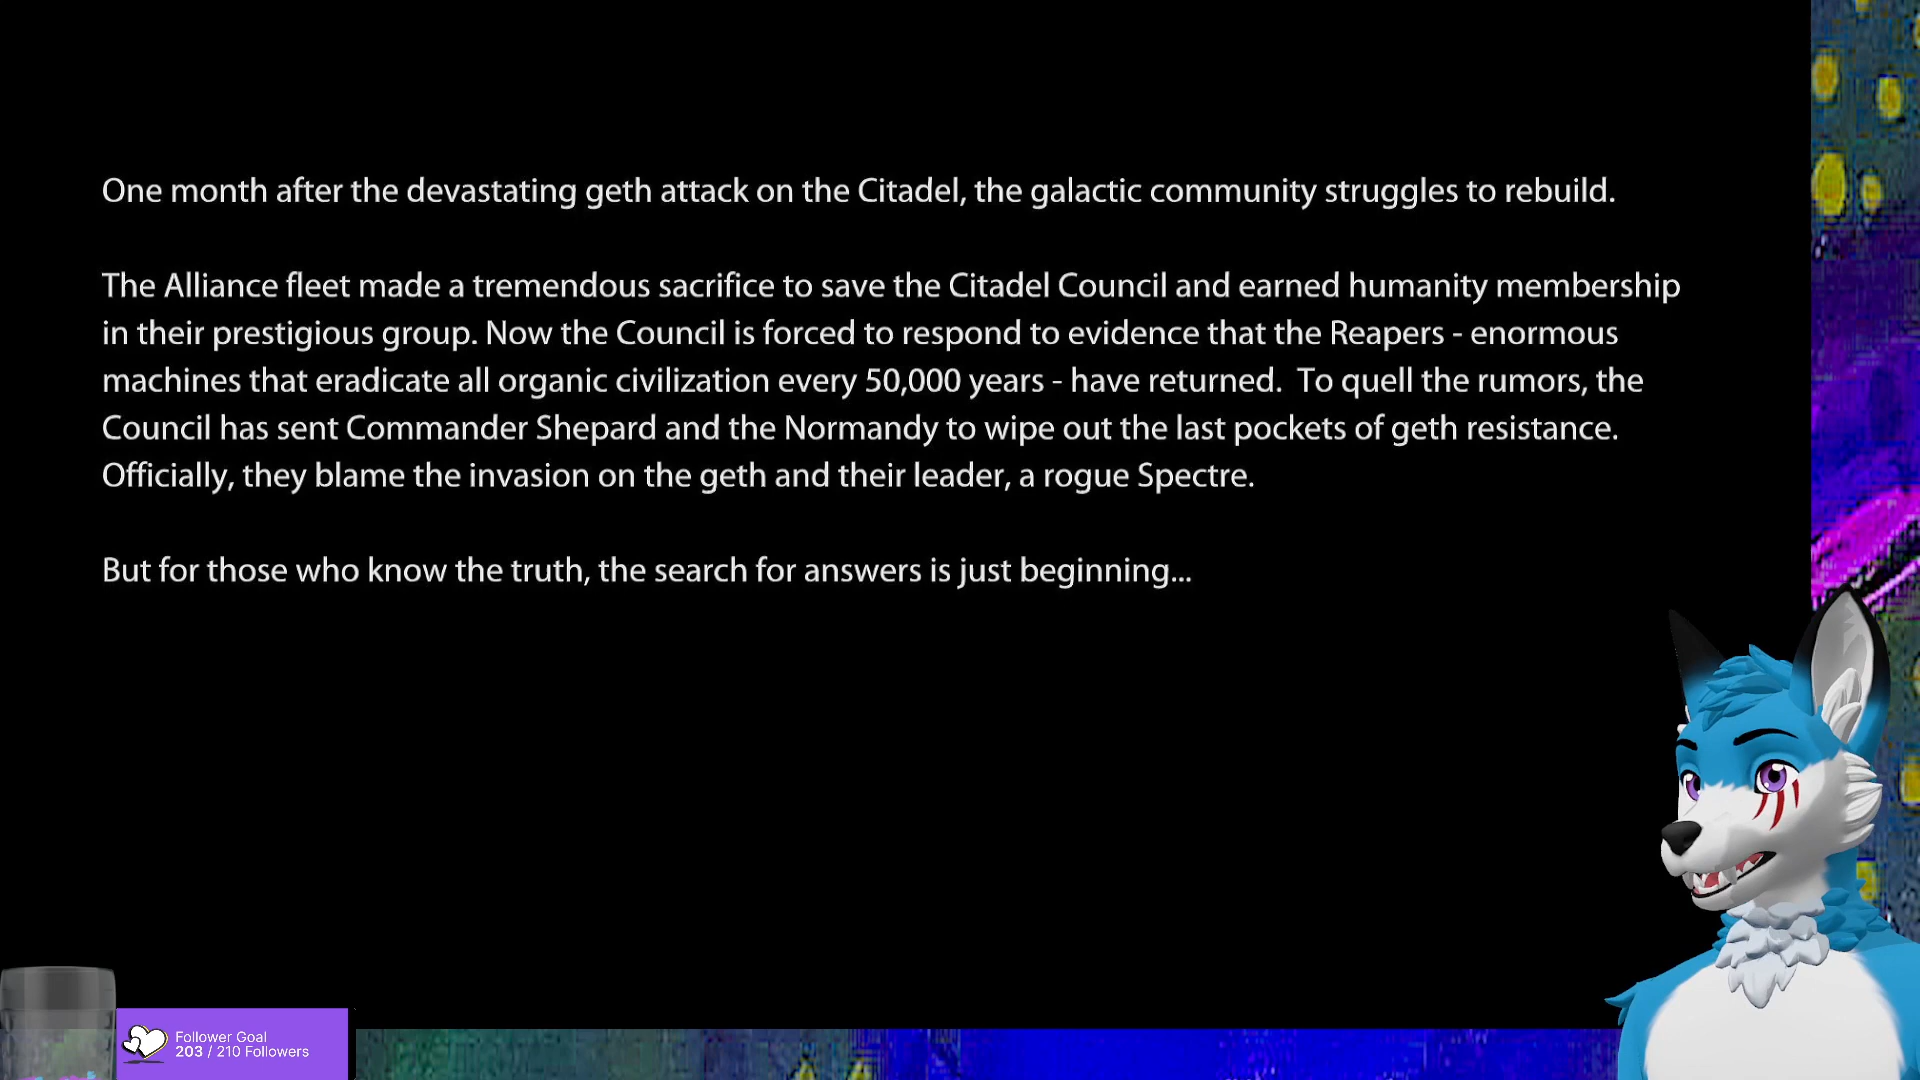 One month after the devastating geth attack on the Citadel, the galactic community struggles to rebuild.
The Alliance fleet made a tremendous sacrifice to save the Citadel Council and earned humanity membership
in their prestigious group. Now the Council is forced to respond to evidence that the Reapers - enormous
machines that eradicate all organic civilization every 50,000 years - have returned.  To quell the rumors, the
Council has sent Commander Shepard and the Normandy to wipe out the last pockets of geth resistance.
Officially, they blame the invasion on the geth and their leader, a rogue Spectre.
But for those who know the truth, the search for answers is just beginning...
Follower Goal
203 / 210 Followers